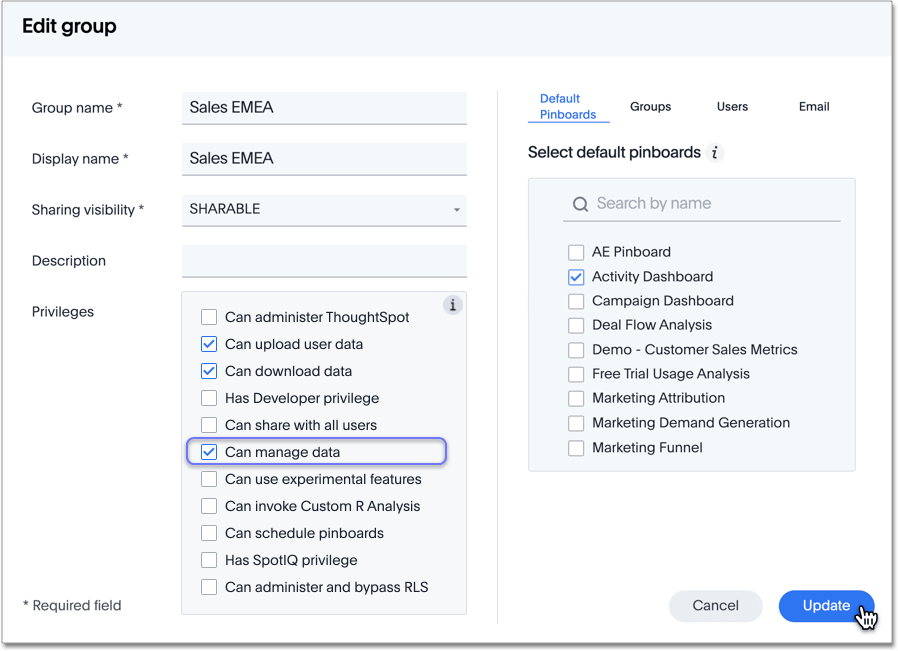 Edit group
Group name *
Sales EMEA
Display name *
Sales EMEA
Sharing visibility *
SHARABLE
Description
Privileges
i
Can administer ThoughtSpot
Can upload user data
Can download data
Has Developer privilege
Can share with all users
Can manage data
Can use experimental features
Can invoke Custom R Analysis
Can schedule pinboards
Has SpotIQ privilege
Can administer and bypass RLS
* Required field
Default
Pinboards
Groups
Users
Email
Select default pinboards i
Search by name
AE Pinboard
Activity Dashboard
Campaign Dashboard
Deal Flow Analysis
Demo - Customer Sales Metrics
Free Trial Usage Analysis
Marketing Attribution
Marketing Demand Generation
Marketing Funnel
Cancel
Update